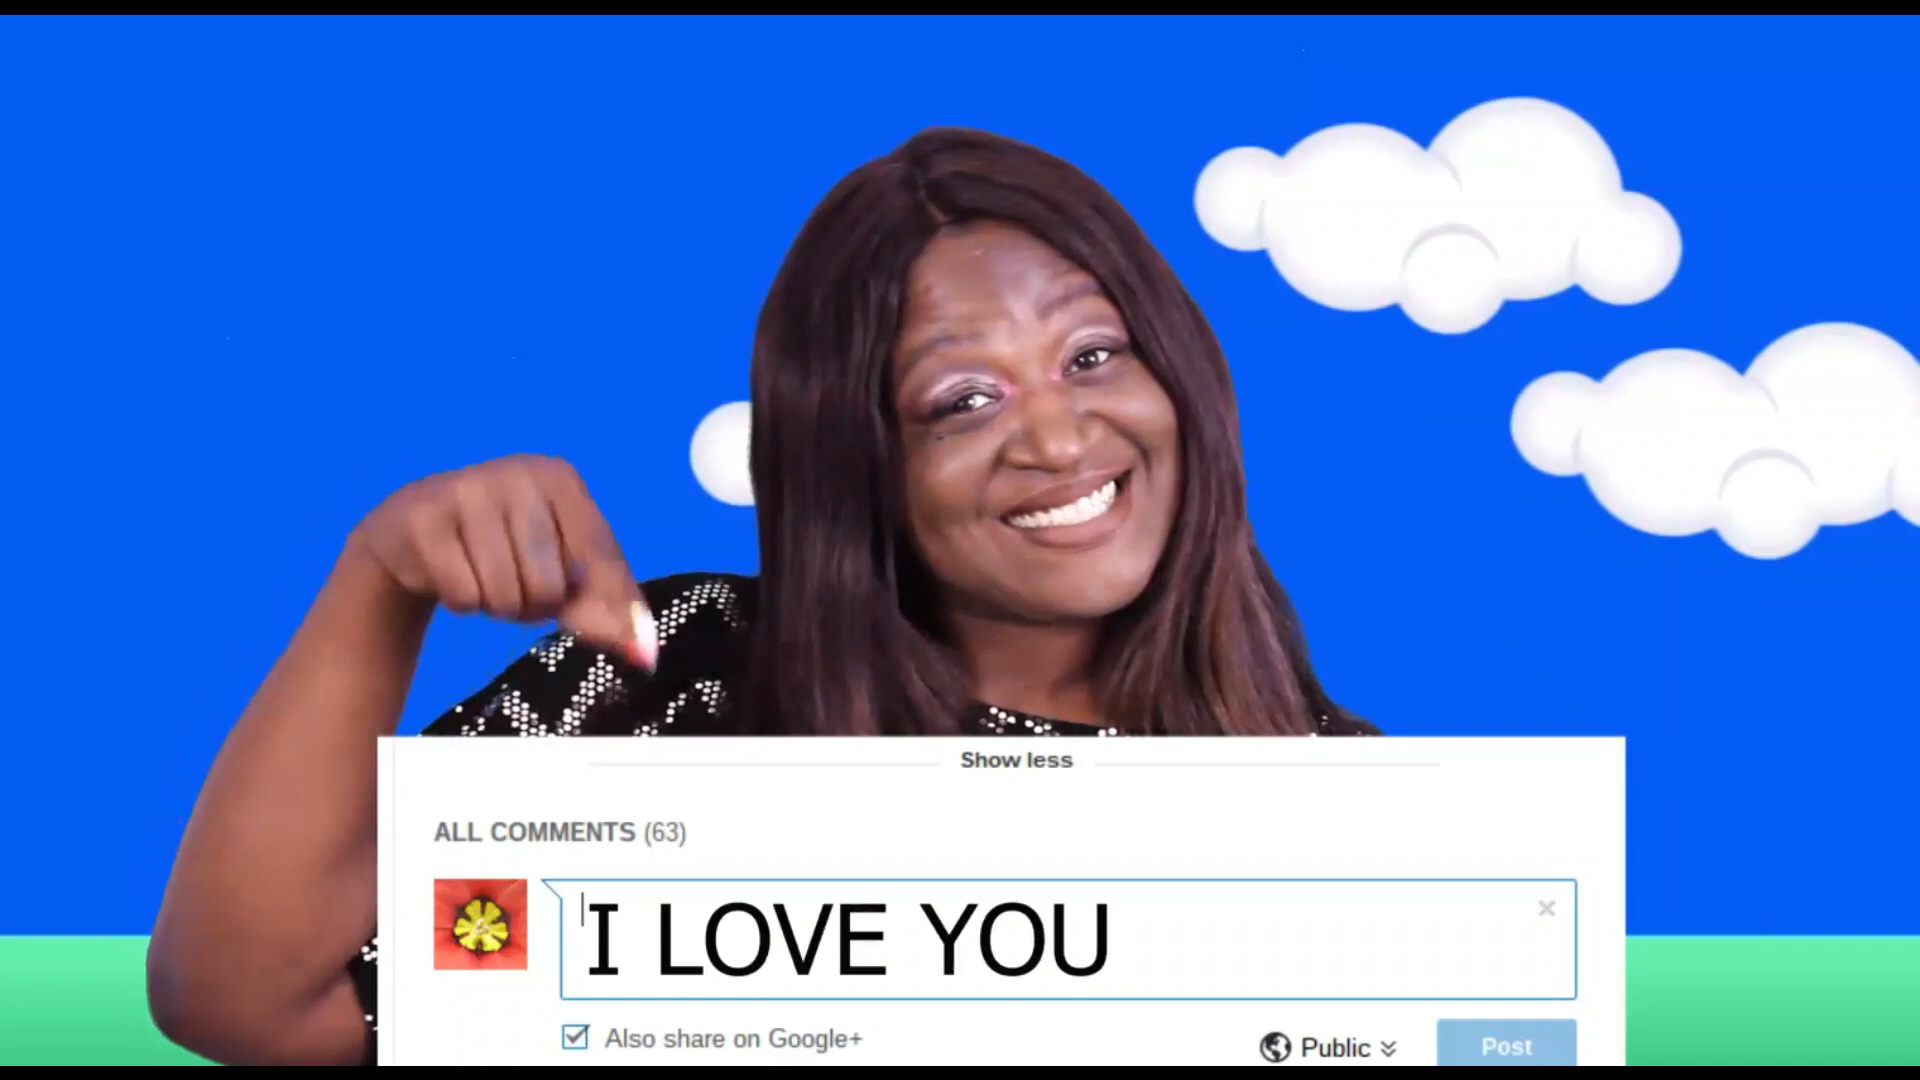 Show less
ALL COMMENTS (63)
I LOVE YOU
Also share on Google+
Public
Post